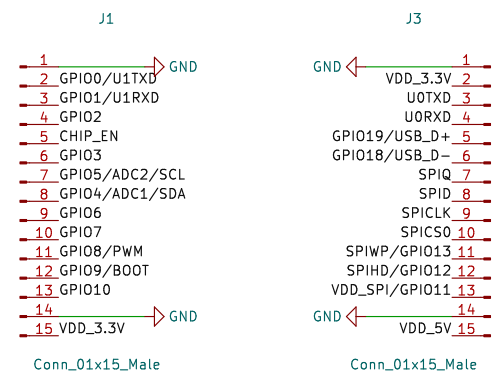 J1
1 GND
2 GPIO0/U1TXD
3 GPIO1/U1RXD
4 GPIO2
5 CHIP_EN
6 GPIO3
7 GPIO5/ADC2/SCL
8 GPIO4/ADC1/SDA
9 GPIO6
10 GPIO7
11 GPIO8/PWM
12 GPIO9/BOOT
13 GPIO10
14 GND
15 VDD_3.3V
Conn_01x15_Male
J3
GND 1
VDD_3.3V 2
U0TXD 3
U0RXD 4
GPIO19/USB_D+ 5
GPIO18/USB_D- 6
SPIQ 7
SPID 8
SPICLK 9
SPICS0 10
SPIWP/GPIO13 11
SPIHD/GPIO12 12
VDD_SPI/GPIO11 13
GND 14
VDD_5V 15
Conn_01x15_Male